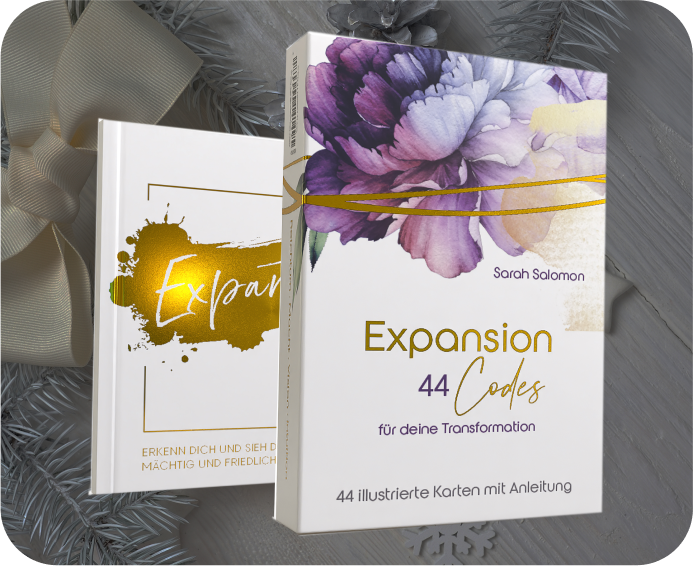 Expan
ERKENN DICH UND SIEH D
MÄCHTIG UND FRIEDLICH
Sarah Salomon
Expansion
44 Codes
für deine Transformation
44 illustrierte Karten mit Anleitung